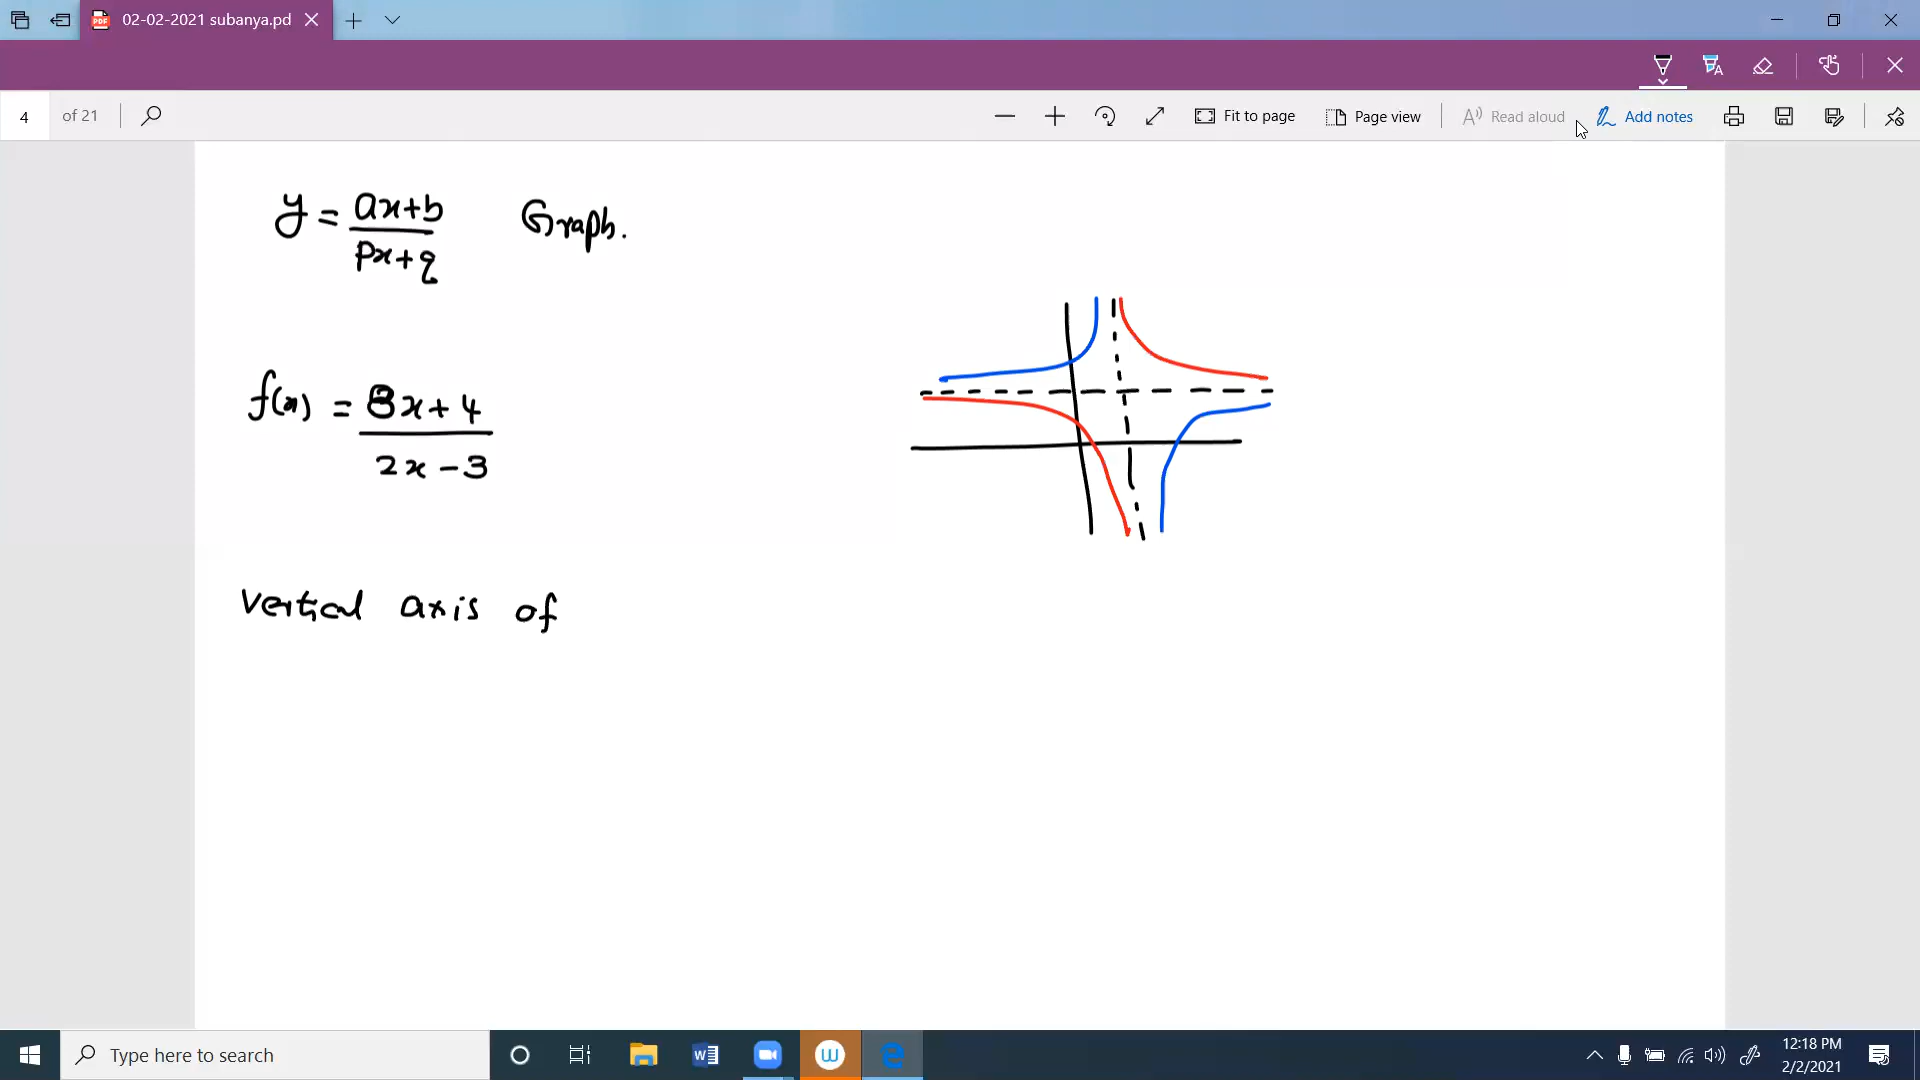 02-02-2021 subanya.pd
4 of 21
Fit to page
Page view
Read aloud
Add notes
y = ax+b
px+q
Graph.
f(x) = 8x+4
2x-3
Vertical axis of
Type here to search
12:18 PM
2/2/2021